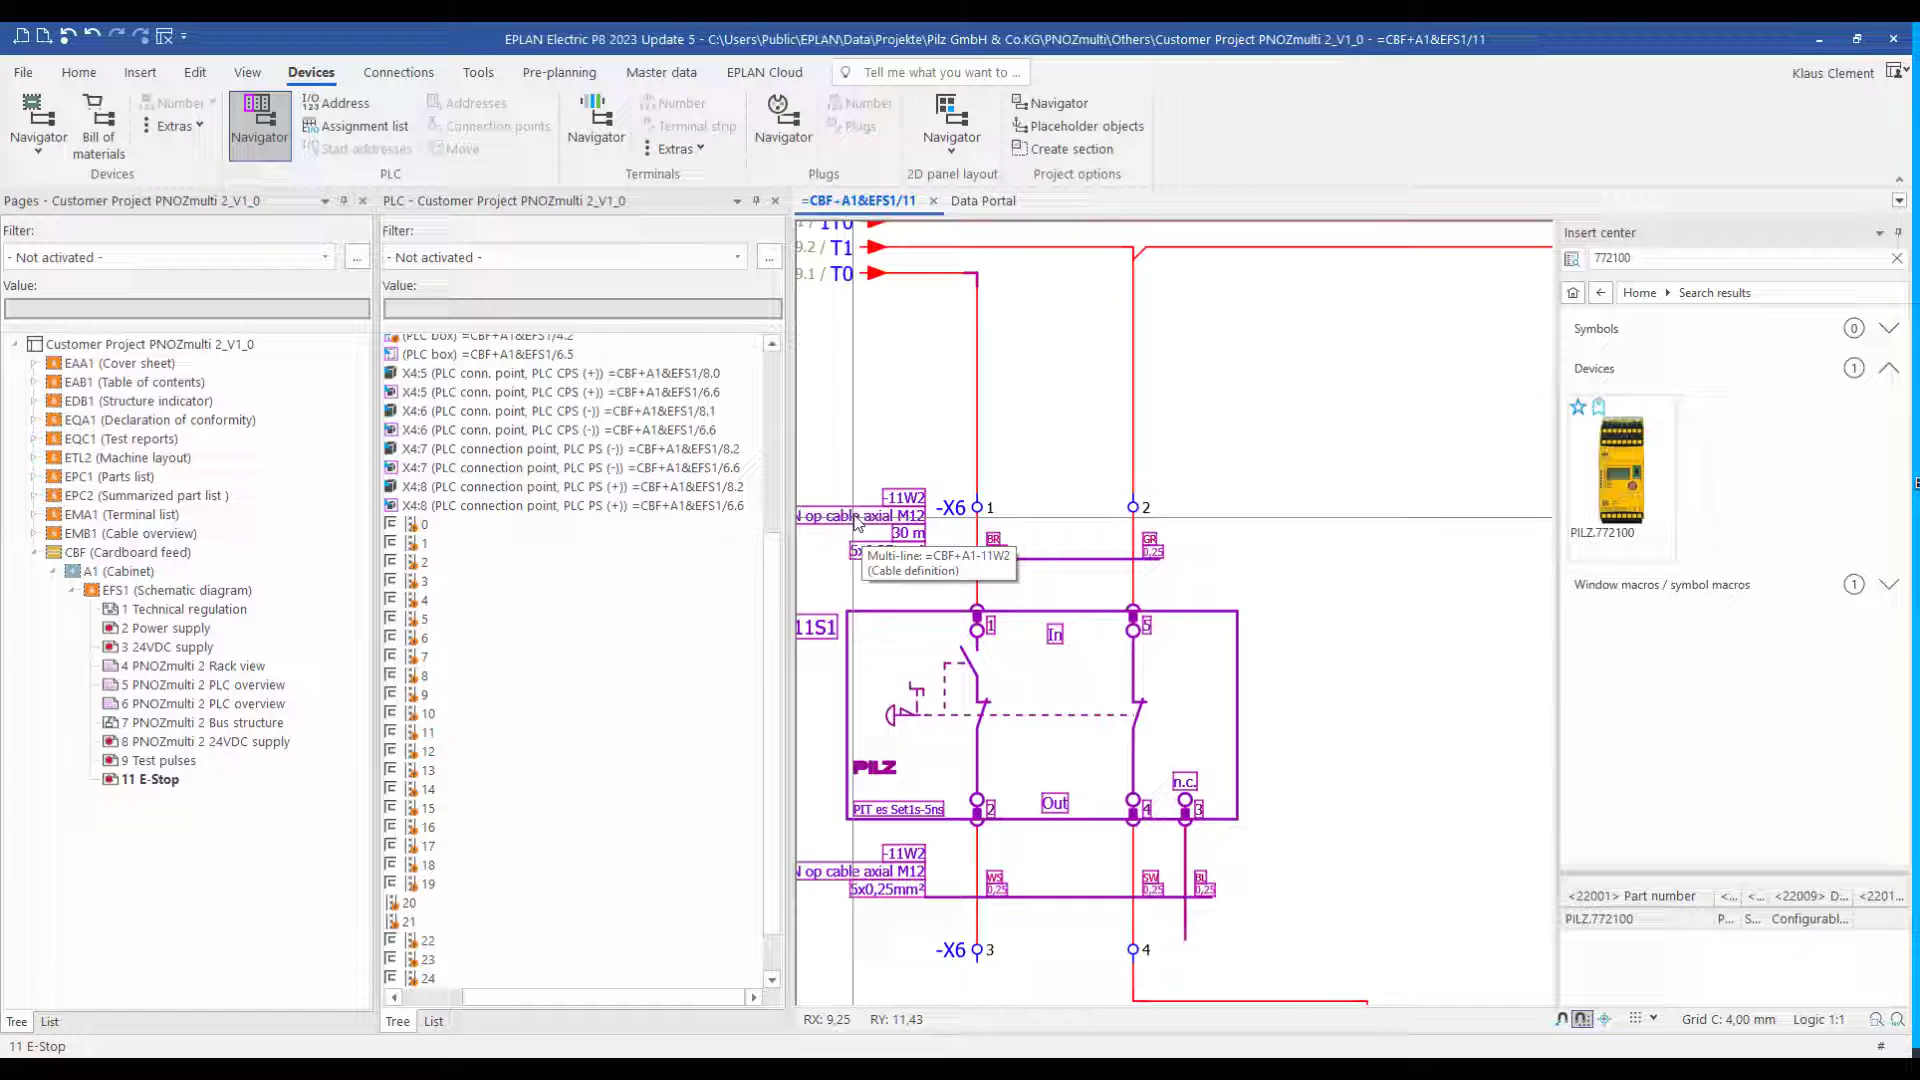 EPLAN Electric P8 2023 Update 5 - C:\Users\Public\EPLAN\Data\Projekte\Pilz GmbH & Co.KG\PNOZmulti\Others\Customer Project PNOZmulti 2_V1_0 - =CBF+A1&EFS1/11
File Home Insert Edit View Devices Connections Tools Pre-planning Master data EPLAN Cloud Tell me what you want to ... Klaus Clement
Navigator
Bill of materials
Number
Extras
Devices
Navigator
Address
Assignment list
Start addresses
Addresses
Connection points
Move
PLC
Navigator
Number
Terminal strip
Extras
Terminals
Navigator
Number
Plugs
Plugs
Navigator
2D panel layout
Navigator
Placeholder objects
Create section
Project options
Pages - Customer Project PNOZmulti 2_V1_0
Filter:
- Not activated -
...
Value:
Customer Project PNOZmulti 2_V1_0
EAA1 (Cover sheet)
EAB1 (Table of contents)
EDB1 (Structure indicator)
EQA1 (Declaration of conformity)
EQC1 (Test reports)
ETL2 (Machine layout)
EPC1 (Parts list)
EPC2 (Summarized part list )
EMA1 (Terminal list)
EMB1 (Cable overview)
CBF (Cardboard feed)
A1 (Cabinet)
EFS1 (Schematic diagram)
1 Technical regulation
2 Power supply
3 24VDC supply
4 PNOZmulti 2 Rack view
5 PNOZmulti 2 PLC overview
6 PNOZmulti 2 PLC overview
7 PNOZmulti 2 Bus structure
8 PNOZmulti 2 24VDC supply
9 Test pulses
11 E-Stop
Tree List
PLC - Customer Project PNOZmulti 2_V1_0
Filter:
- Not activated -
...
Value:
(PLC box) =CBF+A1&EFS1/4.2
(PLC box) =CBF+A1&EFS1/6.5
X4:5 (PLC conn. point, PLC CPS (+)) =CBF+A1&EFS1/8.0
X4:5 (PLC conn. point, PLC CPS (+)) =CBF+A1&EFS1/6.6
X4:6 (PLC conn. point, PLC CPS (-)) =CBF+A1&EFS1/8.1
X4:6 (PLC conn. point, PLC CPS (-)) =CBF+A1&EFS1/6.6
X4:7 (PLC connection point, PLC PS (-)) =CBF+A1&EFS1/8.2
X4:7 (PLC connection point, PLC PS (-)) =CBF+A1&EFS1/6.6
X4:8 (PLC connection point, PLC PS (+)) =CBF+A1&EFS1/8.2
X4:8 (PLC connection point, PLC PS (+)) =CBF+A1&EFS1/6.6
0
1
2
3
4
5
6
7
8
9
10
11
12
13
14
15
16
17
18
19
20
21
22
23
24
Tree List
=CBF+A1&EFS1/11 Data Portal
9.2 / T1
9.1 / T0
-11W2
op cable axial M12
30 m
-X6 1 2
BR GR
0,25
Multi-line: =CBF+A1-11W2
(Cable definition)
11S1
1 In 5
PILZ
n.c.
PIT es Set1s-5ns
2 Out 4 3
-11W2
op cable axial M12
5x0,25mm²
WS SW BL
0,25 0,25 0,25
-X6 3 4
RX: 9,25 RY: 11,43
Grid C: 4,00 mm Logic 1:1
Insert center
772100
Home Search results
Symbols 0
Devices 1
PILZ.772100
Window macros / symbol macros 1
<22001> Part number <... <... <22009> D... <2201...
PILZ.772100 P... S... Configurabl...
11 E-Stop
#